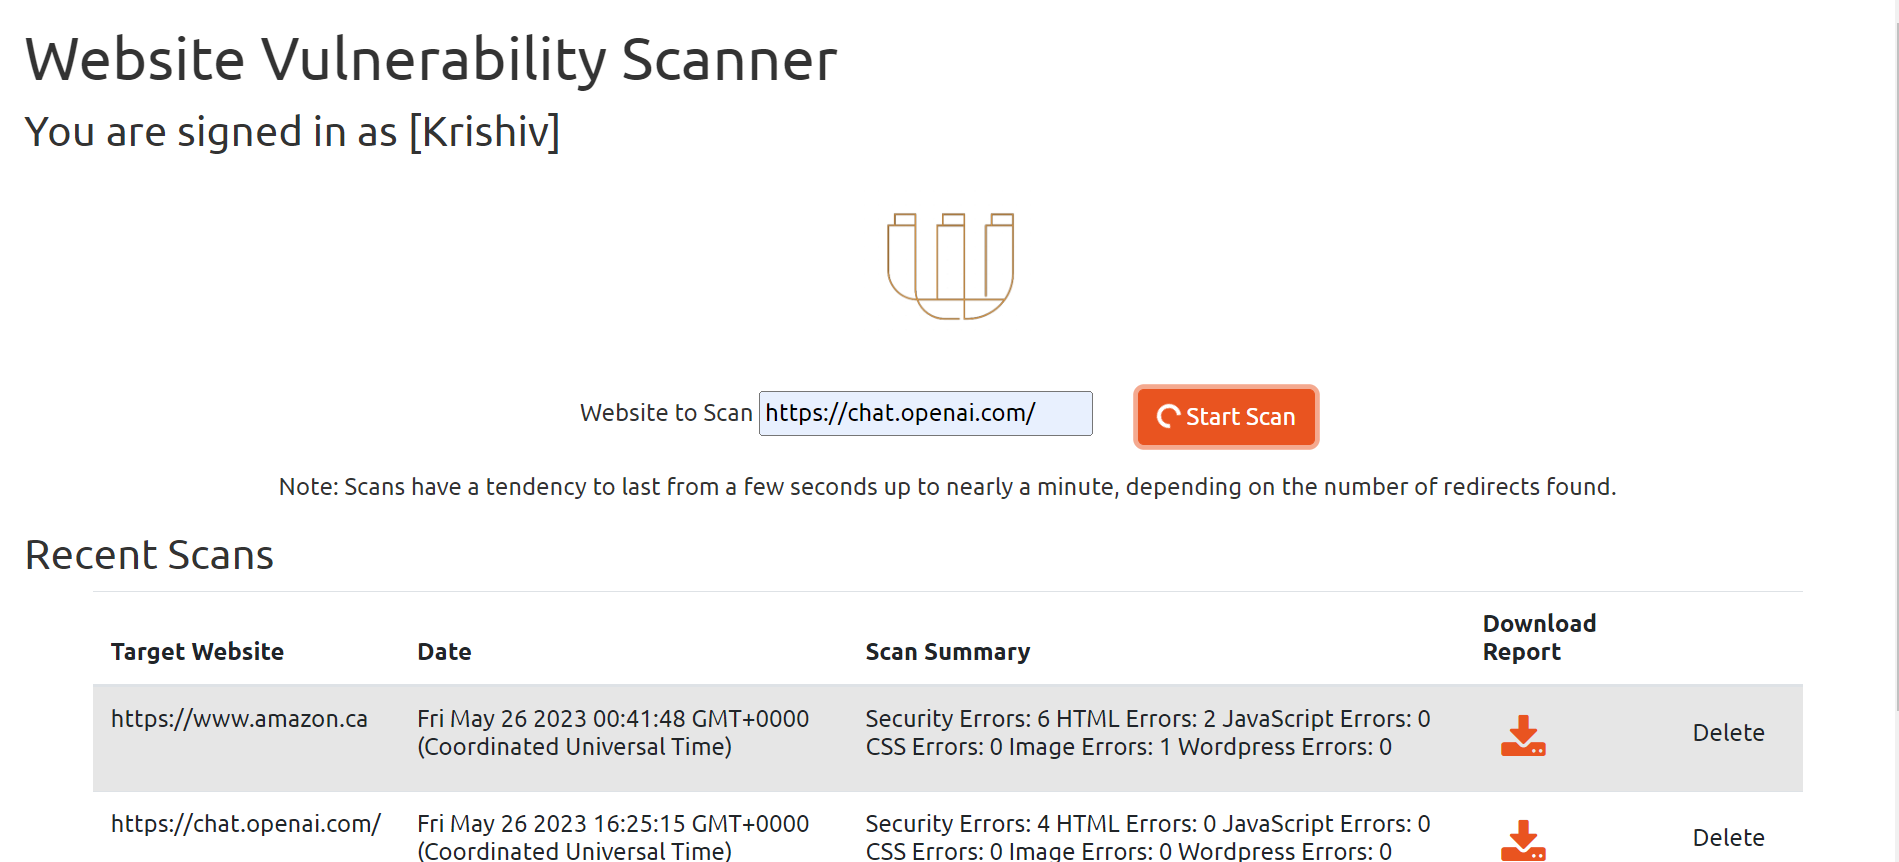 Website Vulnerability Scanner
You are signed in as [Krishiv]
Website to Scan https://chat.openai.com/ Start Scan
Note: Scans have a tendency to last from a few seconds up to nearly a minute, depending on the number of redirects found.
Recent Scans
Target Website Date Scan Summary Download Report
https://www.amazon.ca Fri May 26 2023 00:41:48 GMT+0000 Security Errors: 6 HTML Errors: 2 JavaScript Errors: 0
(Coordinated Universal Time) CSS Errors: 0 Image Errors: 1 Wordpress Errors: 0 Delete
https://chat.openai.com/ Fri May 26 2023 16:25:15 GMT+0000 Security Errors: 4 HTML Errors: 0 JavaScript Errors: 0
(Coordinated Universal Time) CSS Errors: 0 Image Errors: 0 Wordpress Errors: 0 Delete